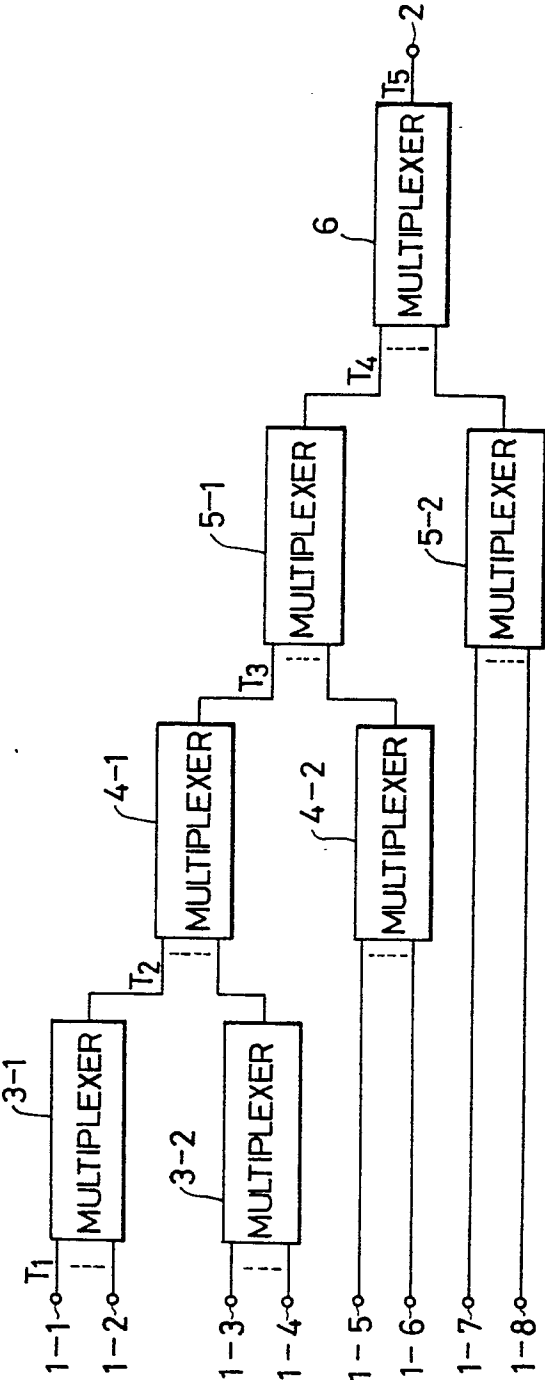 1-1
T1
1-2
3-1
MULTIPLEXER
1-3
1-4
3-2
MULTIPLEXER
T2
4-1
MULTIPLEXER
1-5
1-6
4-2
MULTIPLEXER
T3
5-1
MULTIPLEXER
1-7
1-8
5-2
MULTIPLEXER
T4
6
MULTIPLEXER
T5
2